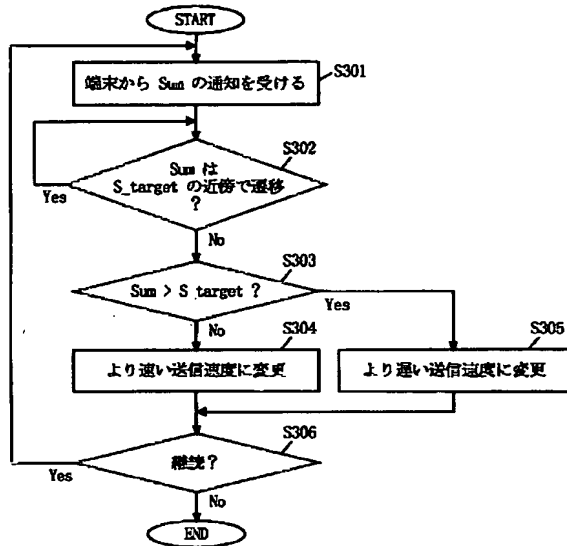 START
端末から Sum の通知を受ける
S301
Sum は
S_target の近傍で遷移
?
S302
Yes
No
Sum > S_target ?
S303
Yes
No
S304
より速い送信速度に変更
S305
より遅い送信速度に変更
S306
継続?
Yes
No
END